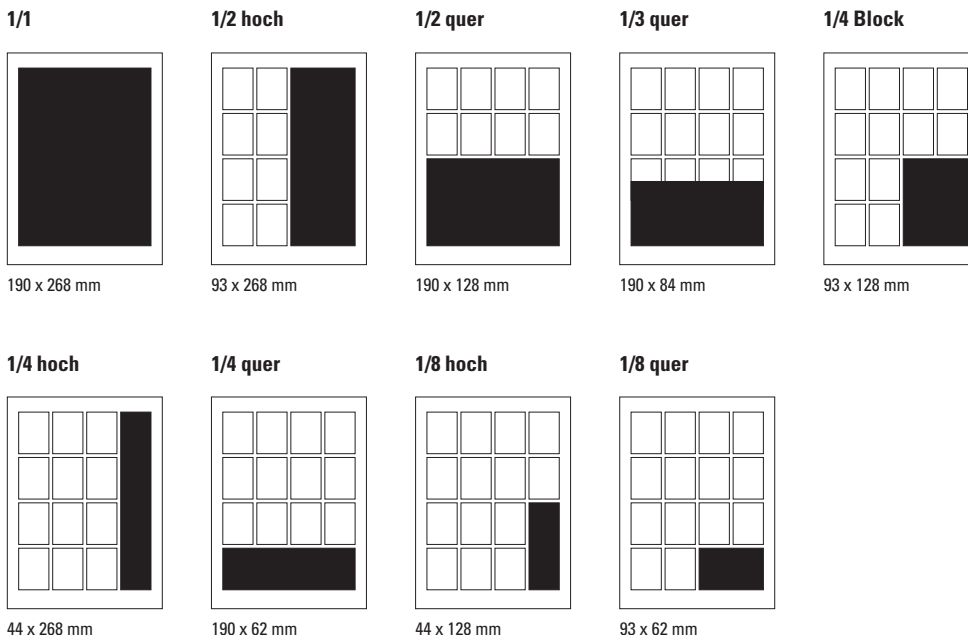 1/1
1/2 hoch
1/2 quer
1/3 quer
1/4 Block
190 x 268 mm
93 x 268 mm
190 x 128 mm
190 x 84 mm
93 x 128 mm
1/4 hoch
1/4 quer
1/8 hoch
1/8 quer
44 x 268 mm
190 x 62 mm
44 x 128 mm
93 x 62 mm